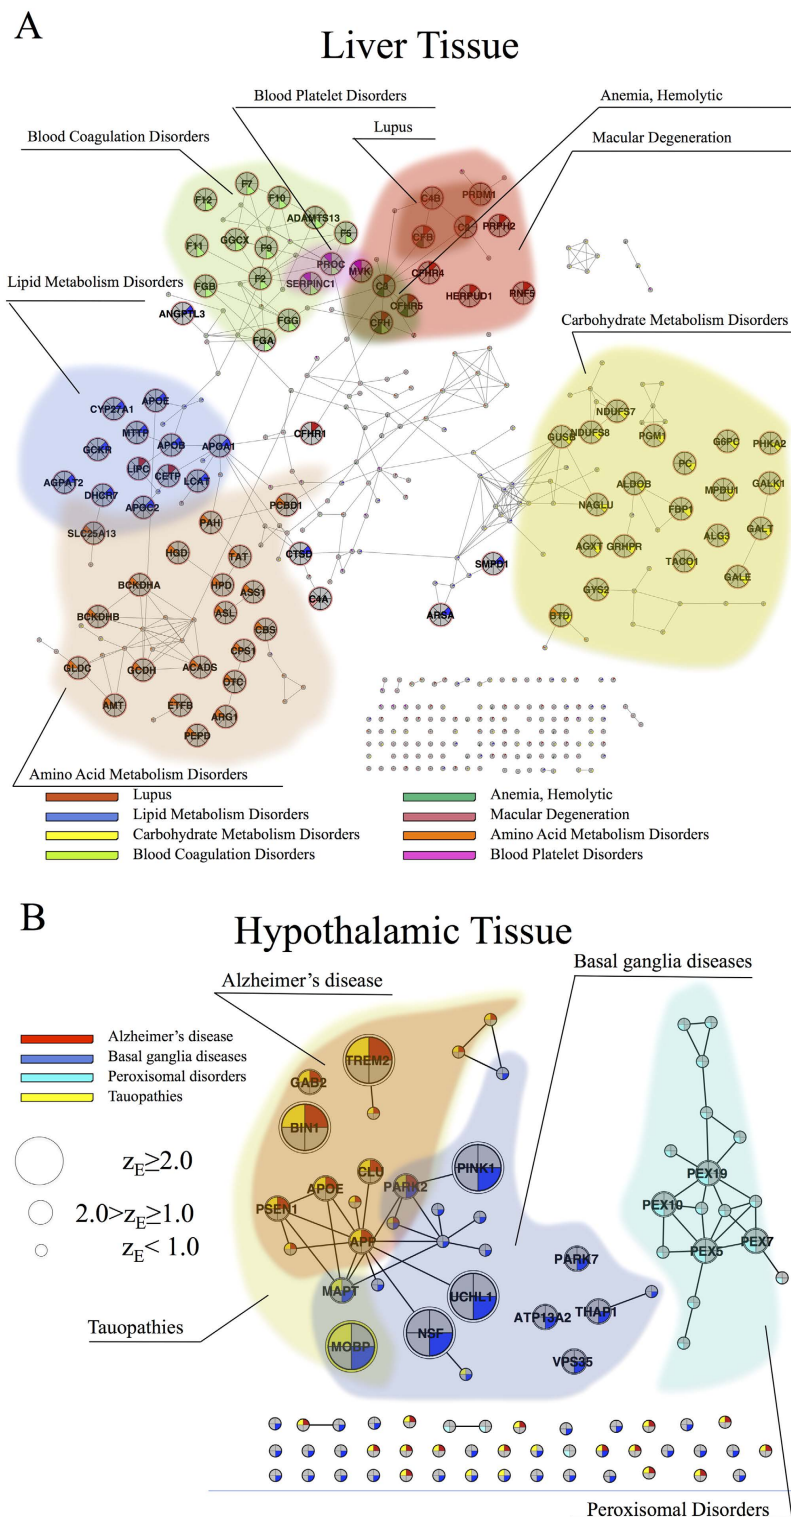 A
Liver Tissue
Blood Platelet Disorders
Anemia, Hemolytic
Blood Coagulation Disorders
Lupus
Macular Degeneration
F7
F12
F10
C4B
PRDM1
ADAMTS13
F11
GGCX
F9
F5
CFB
C9
PRPH2
PROC
MVK
CFHR4
Lipid Metabolism Disorders
FGB
F2
SERPINC1
C3
HERPUD1
RNF5
ANGPTL3
FGG
CFHR5
CFH
Carbohydrate Metabolism Disorders
FGA
CYP27A1
APOE
NDUFS7
MTTP
CFHR1
GUSB
NDUFS8
PGM1
G6PC
PHKA2
GCKR
APOB
APOA1
LIPC
CETP
PC
AGPAT2
LCAT
ALDOB
MPDU1
GALK1
DHCR7
APOC2
PCBD1
NAGLU
FBP1
SLC25A13
PAH
ALG3
GALT
HGD
TAT
CTSD
AGXT
GRHPR
SMPD1
TACO1
BCKDHA
HPD
ASS1
GYS2
GALE
C4A
BCKDHB
ASL
ARSA
BTD
CBS
CPS1
GLDC
GCDH
ACADS
OTC
AMT
ETFB
ARG1
PEPD
Amino Acid Metabolism Disorders
Lupus
Anemia, Hemolytic
Lipid Metabolism Disorders
Macular Degeneration
Carbohydrate Metabolism Disorders
Amino Acid Metabolism Disorders
Blood Coagulation Disorders
Blood Platelet Disorders
B
Hypothalamic Tissue
Basal ganglia diseases
Alzheimer's disease
Alzheimer's disease
Basal ganglia diseases
Peroxisomal disorders
Tauopathies
TREM2
GAB2
BIN1
z_E≥2.0
2.0>z_E≥1.0
z_E< 1.0
CLU
PINK1
PEX19
APOE
PARK2
PSEN1
PEX10
APP
PEX5
PEX7
PARK7
MAPT
UCHL1
ATP13A2
THAP1
Tauopathies
NSF
MOBP
VPS35
Peroxisomal Disorders